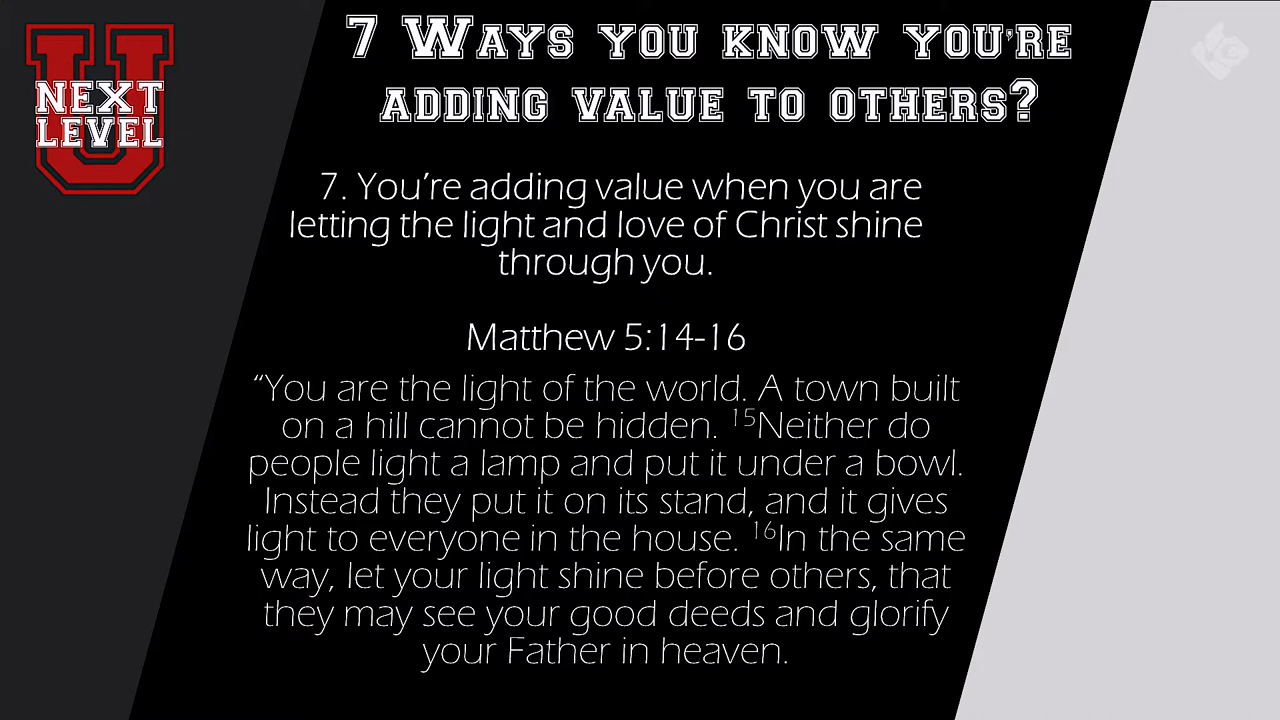 NEXT
LEVEL
7 Ways you know you're
adding value to others?
7. You’re adding value when you are
letting the light and love of Christ shine
through you.
Matthew 5:14-16
“You are the light of the world. A town built
on a hill cannot be hidden. ¹⁵Neither do
people light a lamp and put it under a bowl.
Instead they put it on its stand, and it gives
light to everyone in the house. ¹⁶In the same
way, let your light shine before others, that
they may see your good deeds and glorify
your Father in heaven.